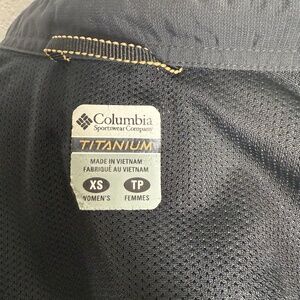 Columbia
Sportswear Company
TITANIUM
MADE IN VIETNAM
FABRIQUÉ AU VIETNAM
XS TP
WOMEN'S FEMMES